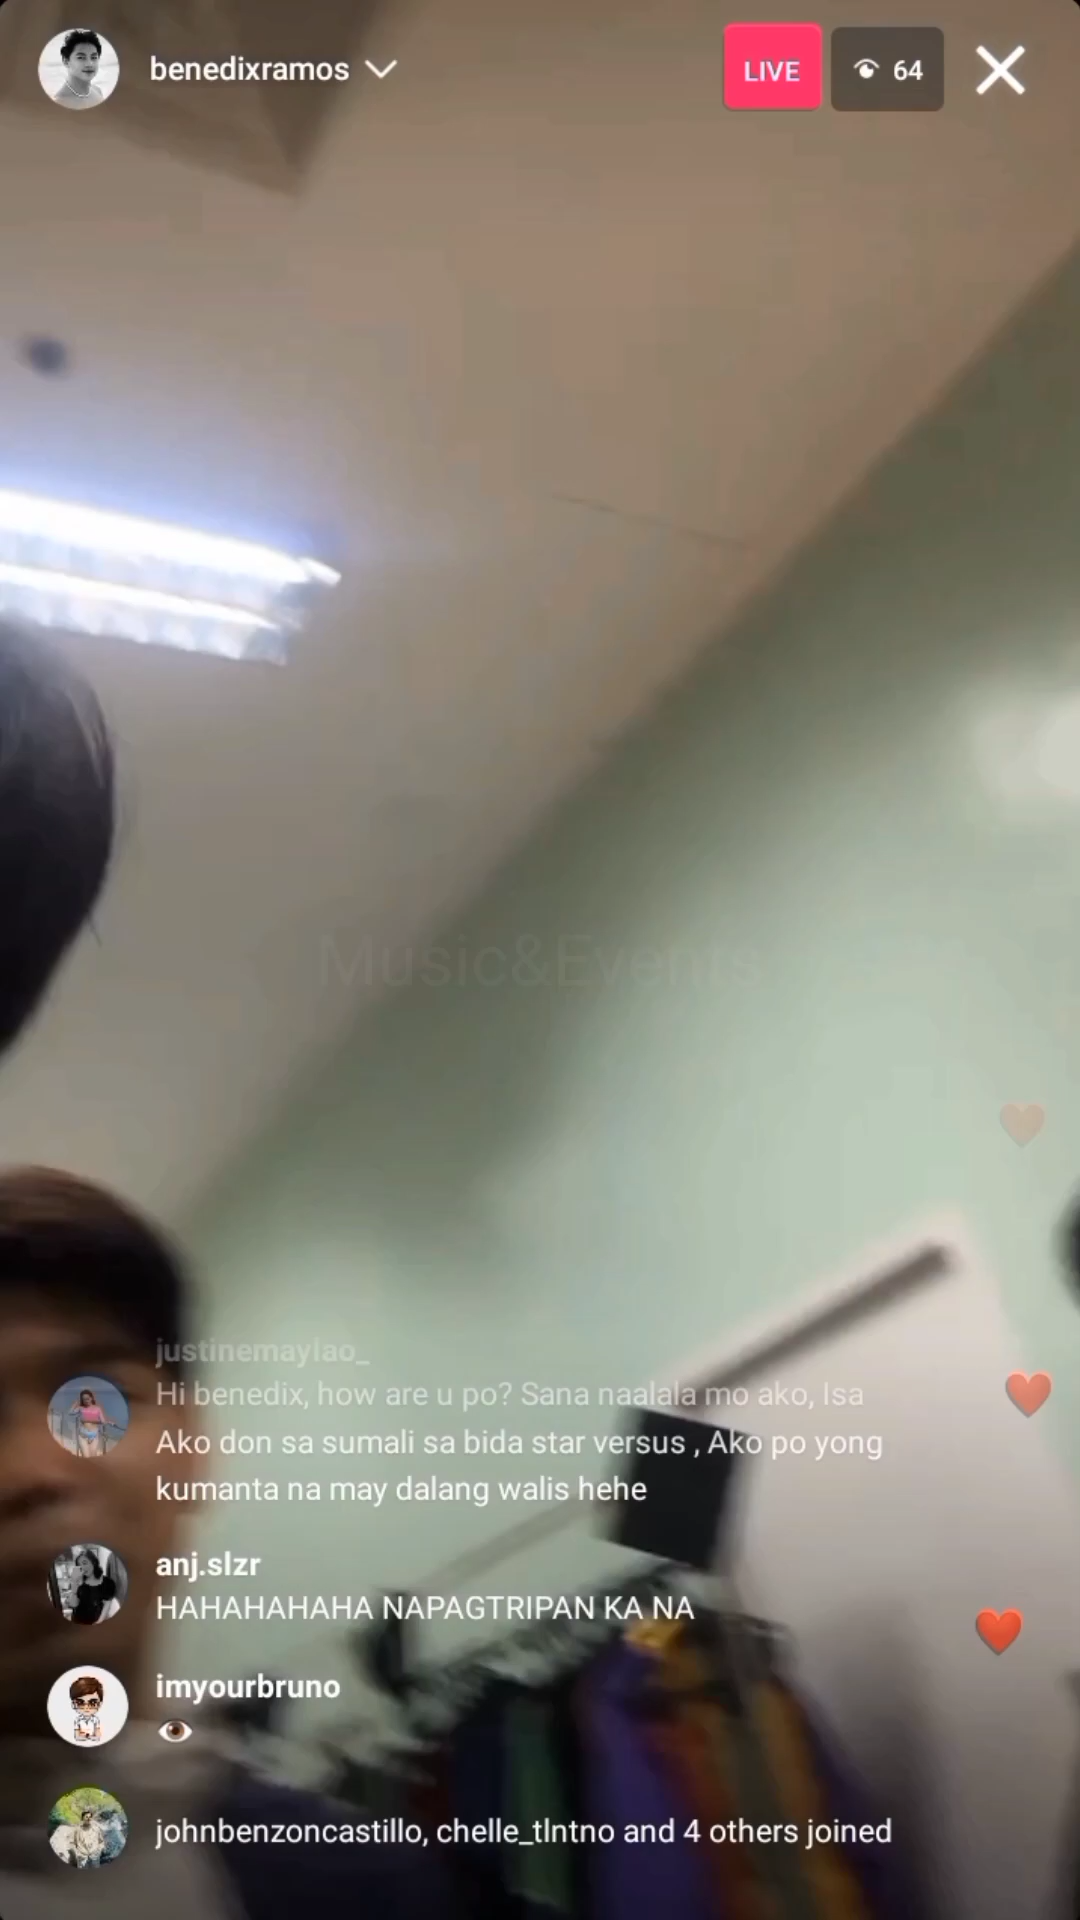 benedixramos
LIVE
64
Music&Events
justinemaylao_
Hi benedix, how are u po? Sana naalala mo ako, Isa
Ako don sa sumali sa bida star versus , Ako po yong
kumanta na may dalang walis hehe
anj.slzr
HAHAHAHAHA NAPAGTRIPAN KA NA
imyourbruno
👁
johnbenzoncastillo, chelle_tlntno and 4 others joined